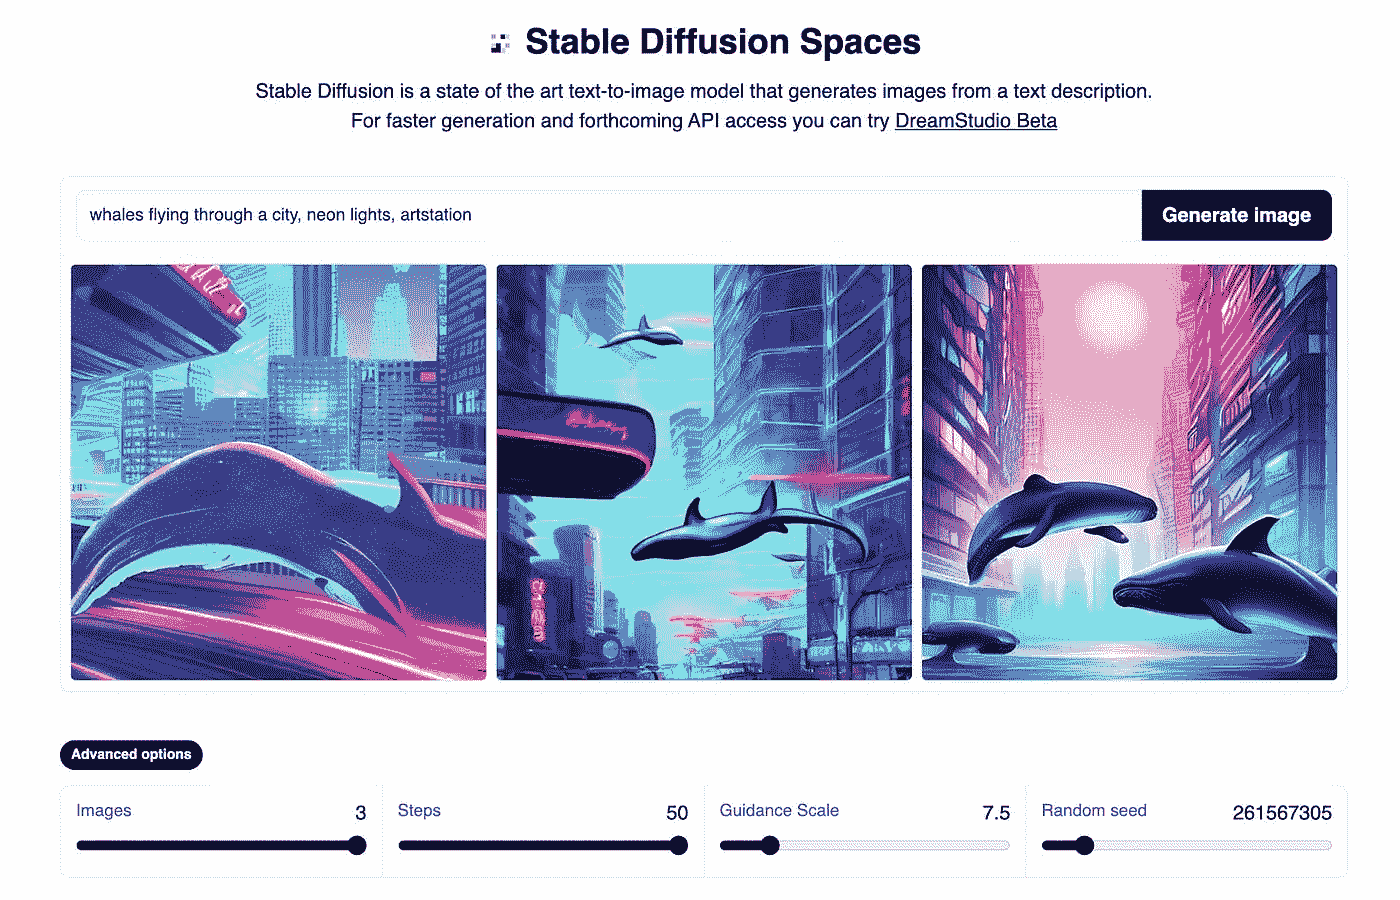 Stable Diffusion Spaces
Stable Diffusion is a state of the art text-to-image model that generates images from a text description.
For faster generation and forthcoming API access you can try DreamStudio Beta
whales flying through a city, neon lights, artstation
Generate image
Advanced options
Images 3
Steps 50
Guidance Scale 7.5
Random seed 261567305